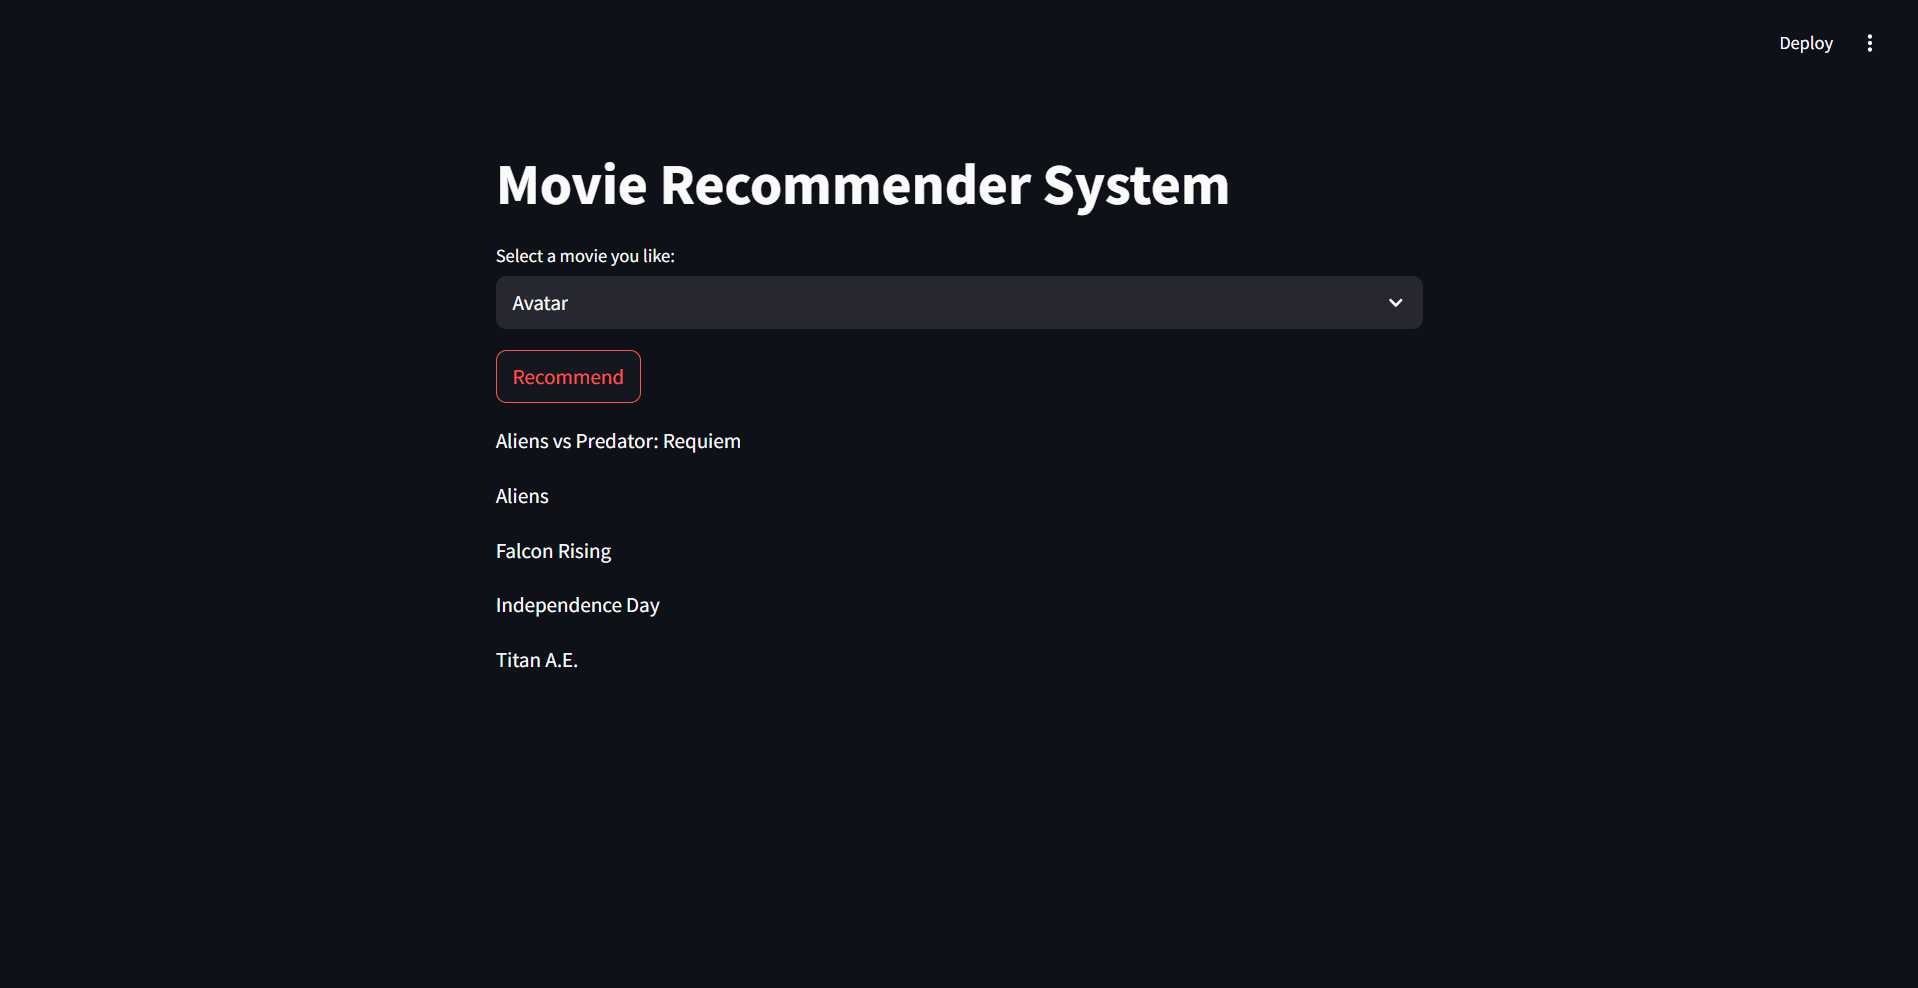 Deploy
Movie Recommender System
Select a movie you like:
Avatar
Recommend
Aliens vs Predator: Requiem
Aliens
Falcon Rising
Independence Day
Titan A.E.